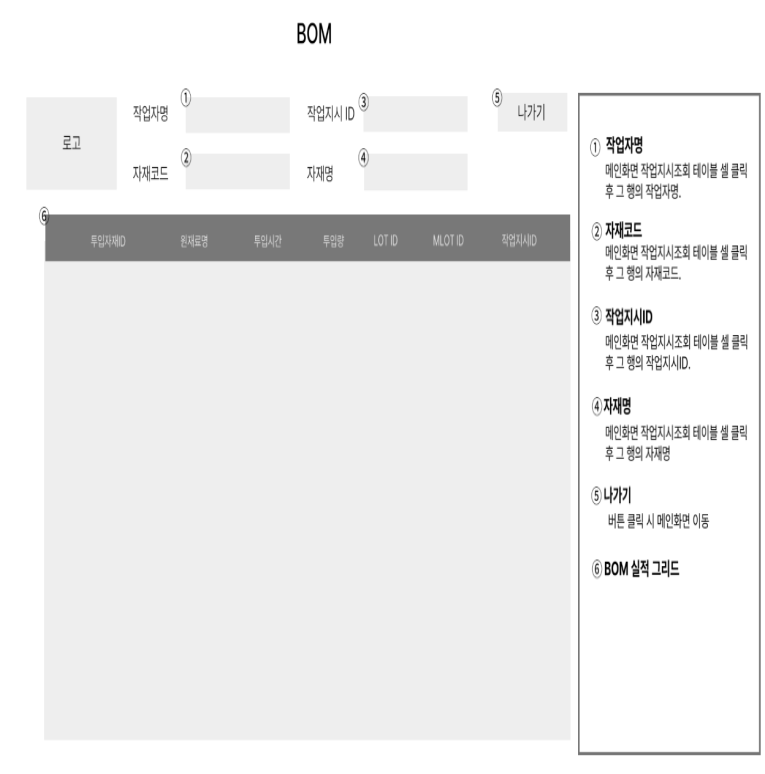 BOM
로고
작업자명 ①
작업지시 ID ③
⑤ 나가기
자재코드 ②
자재명 ④
⑥
투입자재ID 원재료명 투입시간 투입량 LOT ID MLOT ID 작업지시ID
① 작업자명
메인화면 작업지시조회 테이블 셀 클릭
후 그 행의 작업자명.
② 자재코드
메인화면 작업지시조회 테이블 셀 클릭
후 그 행의 자재코드.
③ 작업지시ID
메인화면 작업지시조회 테이블 셀 클릭
후 그 행의 작업지시ID.
④ 자재명
메인화면 작업지시조회 테이블 셀 클릭
후 그 행의 자재명
⑤ 나가기
버튼 클릭 시 메인화면 이동
⑥ BOM 실적 그리드